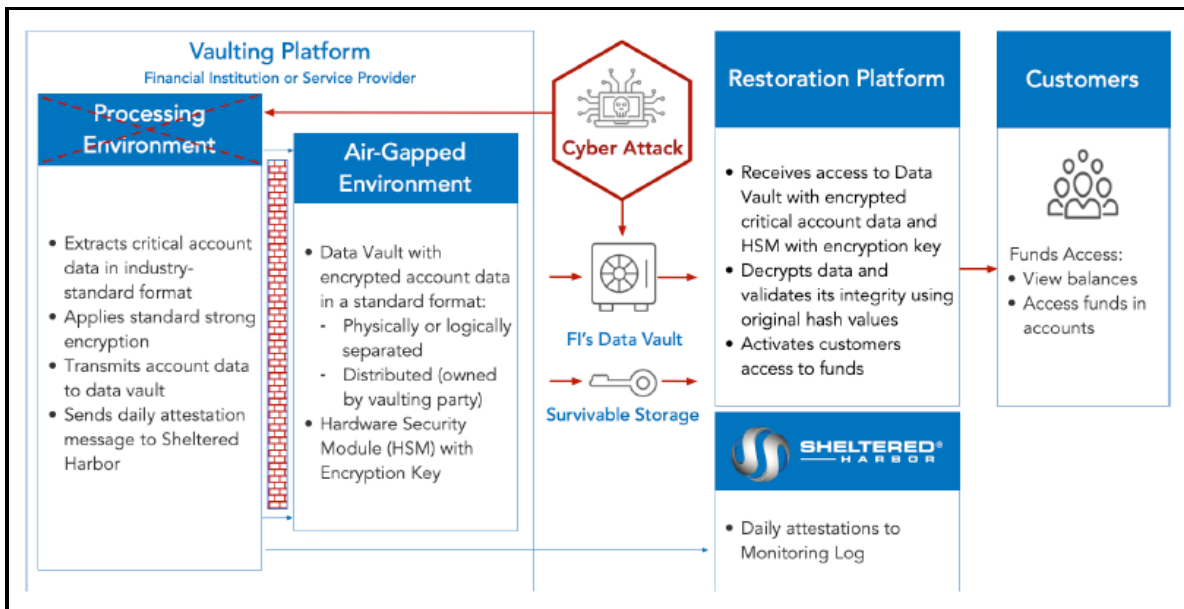 Vaulting Platform
Financial Institution or Service Provider
Processing
Environment
• Extracts critical account
data in industry-
standard format
• Applies standard strong
encryption
• Transmits account data
to data vault
• Sends daily attestation
message to Sheltered
Harbor
Air-Gapped
Environment
• Data Vault with
encrypted account data
in a standard format:
- Physically or logically
separated
- Distributed (owned
by vaulting party)
• Hardware Security
Module (HSM) with
Encryption Key
Cyber Attack
FI's Data Vault
Survivable Storage
Restoration Platform
• Receives access to Data
Vault with encrypted
critical account data and
HSM with encryption key
• Decrypts data and
validates its integrity using
original hash values
• Activates customers
access to funds
SHELTERED®
HARBOR
• Daily attestations to
Monitoring Log
Customers
Funds Access:
• View balances
• Access funds in
accounts